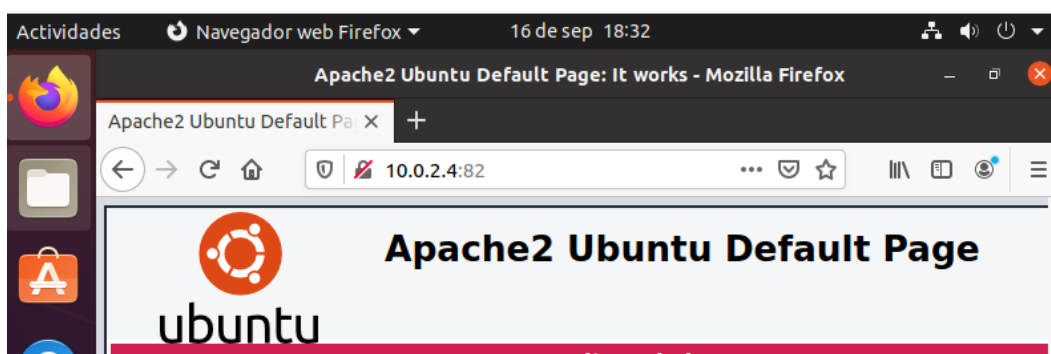 Actividades Navegador web Firefox 16 de sep 18:32
Apache2 Ubuntu Default Page: It works - Mozilla Firefox
Apache2 Ubuntu Default Pa
10.0.2.4:82
Apache2 Ubuntu Default Page
ubuntu